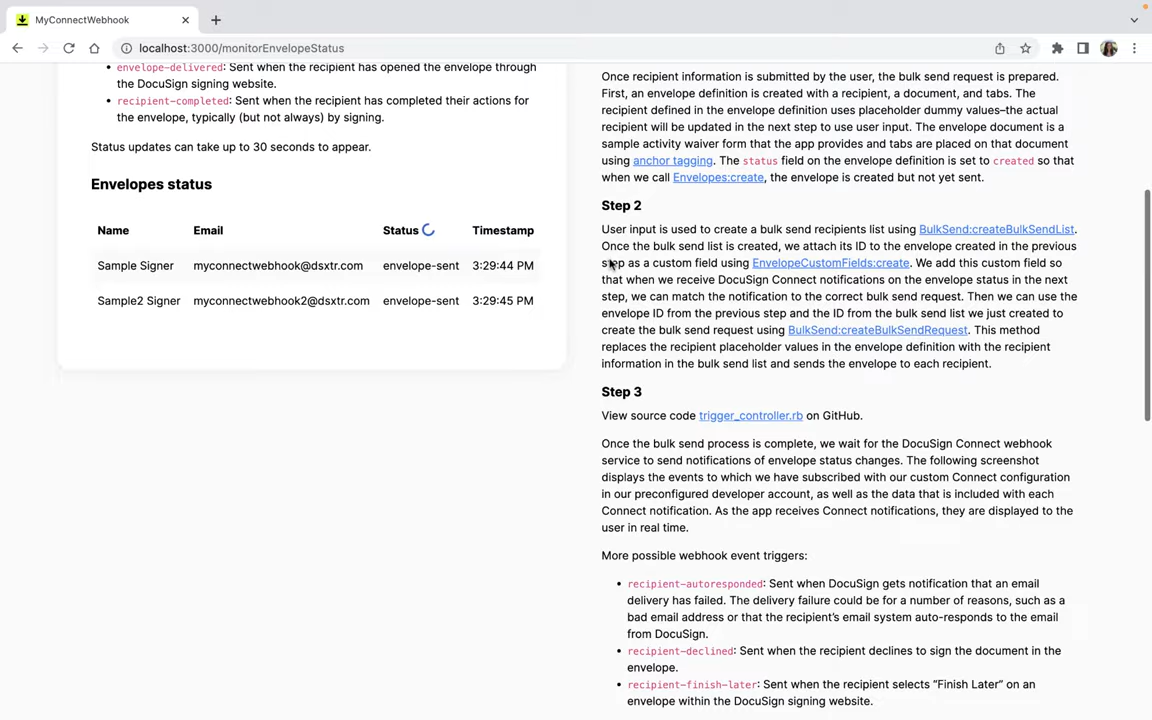 MyConnectWebhook
localhost:3000/monitorEnvelopeStatus
• envelope-delivered: Sent when the recipient has opened the envelope through
the DocuSign signing website.
• recipient-completed: Sent when the recipient has completed their actions for
the envelope, typically (but not always) by signing.
Status updates can take up to 30 seconds to appear.
Envelopes status
Name Email Status Timestamp
Sample Signer myconnectwebhook@dsxtr.com envelope-sent 3:29:44 PM
Sample2 Signer myconnectwebhook2@dsxtr.com envelope-sent 3:29:45 PM
Once recipient information is submitted by the user, the bulk send request is prepared.
First, an envelope definition is created with a recipient, a document, and tabs. The
recipient defined in the envelope definition uses placeholder dummy values–the actual
recipient will be updated in the next step to use user input. The envelope document is a
sample activity waiver form that the app provides and tabs are placed on that document
using anchor tagging. The status field on the envelope definition is set to created so that
when we call Envelopes:create, the envelope is created but not yet sent.
Step 2
User input is used to create a bulk send recipients list using BulkSend:createBulkSendList.
Once the bulk send list is created, we attach its ID to the envelope created in the previous
step as a custom field using EnvelopeCustomFields:create. We add this custom field so
that when we receive DocuSign Connect notifications on the envelope status in the next
step, we can match the notification to the correct bulk send request. Then we can use the
envelope ID from the previous step and the ID from the bulk send list we just created to
create the bulk send request using BulkSend:createBulkSendRequest. This method
replaces the recipient placeholder values in the envelope definition with the recipient
information in the bulk send list and sends the envelope to each recipient.
Step 3
View source code trigger_controller.rb on GitHub.
Once the bulk send process is complete, we wait for the DocuSign Connect webhook
service to send notifications of envelope status changes. The following screenshot
displays the events to which we have subscribed with our custom Connect configuration
in our preconfigured developer account, as well as the data that is included with each
Connect notification. As the app receives Connect notifications, they are displayed to the
user in real time.
More possible webhook event triggers:
• recipient-autoresponded: Sent when DocuSign gets notification that an email
delivery has failed. The delivery failure could be for a number of reasons, such as a
bad email address or that the recipient’s email system auto-responds to the email
from DocuSign.
• recipient-declined: Sent when the recipient declines to sign the document in the
envelope.
• recipient-finish-later: Sent when the recipient selects “Finish Later” on an
envelope within the DocuSign signing website.